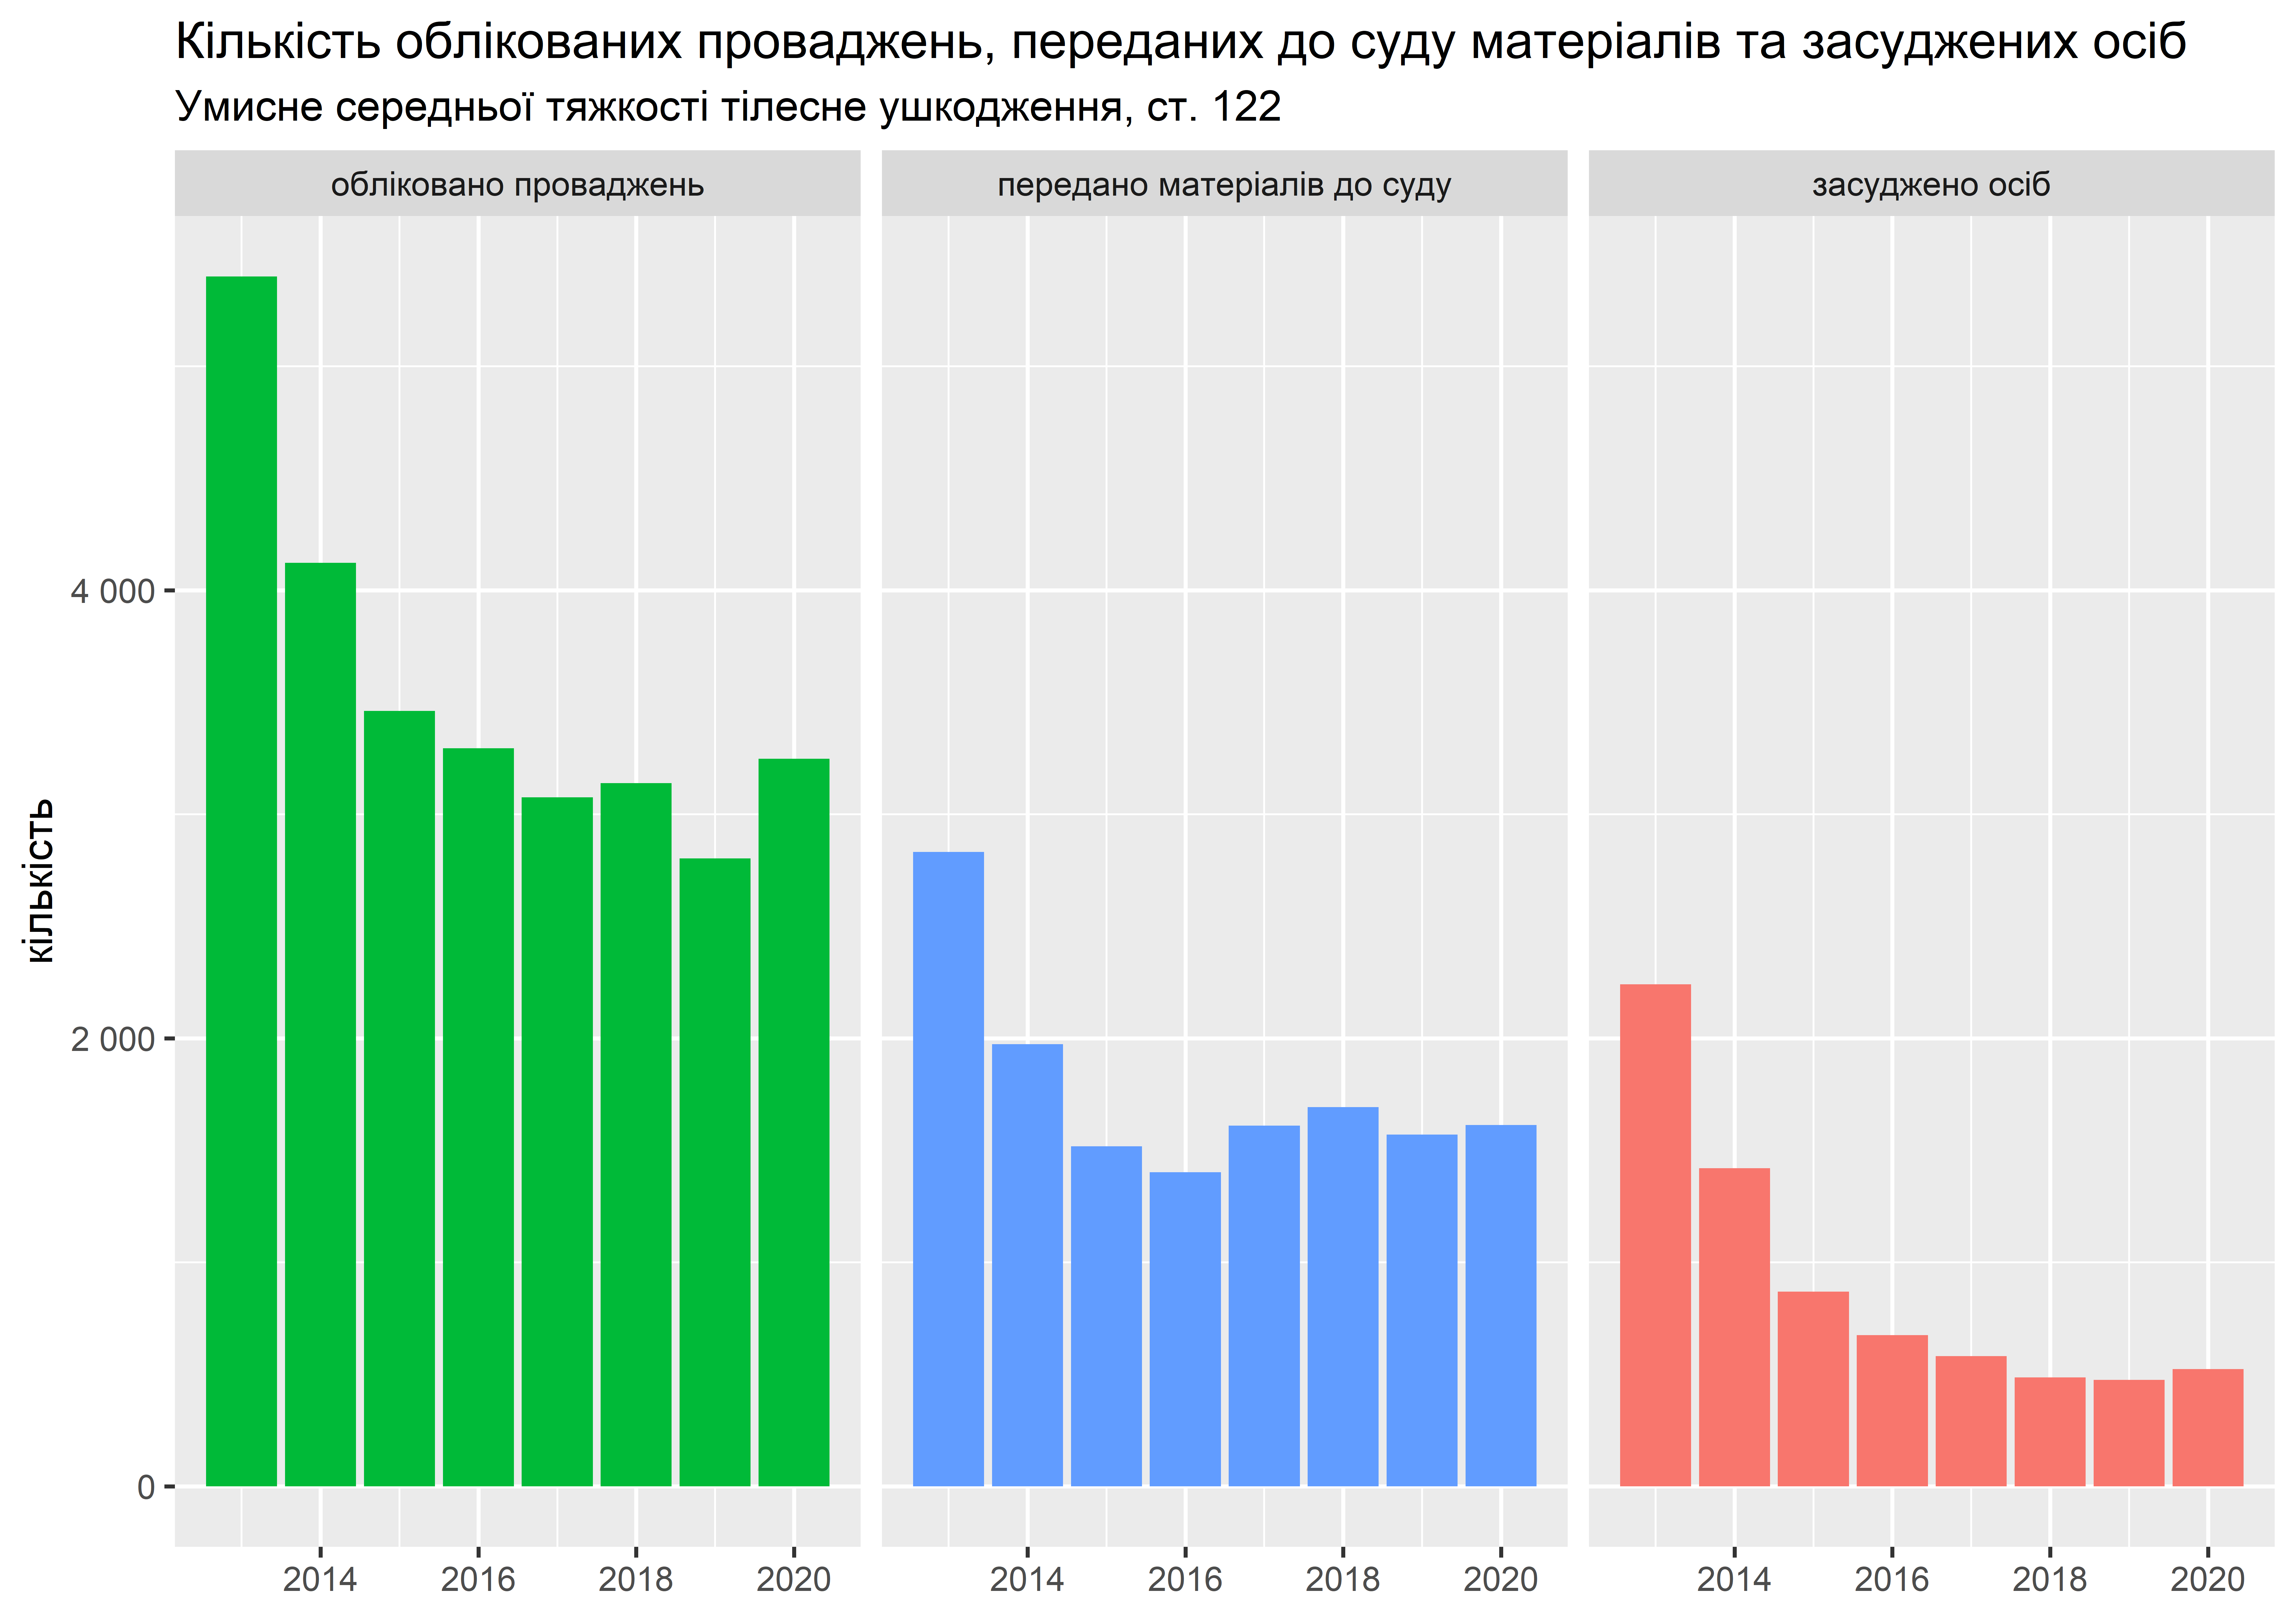 Кількість облікованих проваджень, переданих до суду матеріалів та засуджених осіб
Умисне середньої тяжкості тілесне ушкодження, ст. 122
обліковано проваджень
передано матеріалів до суду
засуджено осіб
кількість
4 000
2 000
0
2014 2016 2018 2020
2014 2016 2018 2020
2014 2016 2018 2020